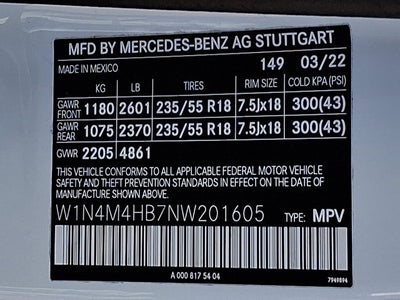 MFD BY MERCEDES-BENZ AG STUTTGART
MADE IN MEXICO 149 03/22
KG LB TIRES RIM SIZE COLD KPA(PSI)
GAWR FRONT 1180 2601 235/55 R18 7.5Jx18 300(43)
GAWR REAR 1075 2370 235/55 R18 7.5Jx18 300(43)
GVWR 2205 4861
THIS VEHICLE CONFORMS TO ALL APPLICABLE FEDERAL MOTOR VEHICLE
SAFETY AND THEFT PREVENTION STANDARDS IN EFFECT ON THE DATE OF
MANUFACTURE SHOWN ABOVE.
W1N4M4HB7NW201605 TYPE: MPV
A 000 817 54 04 7949894